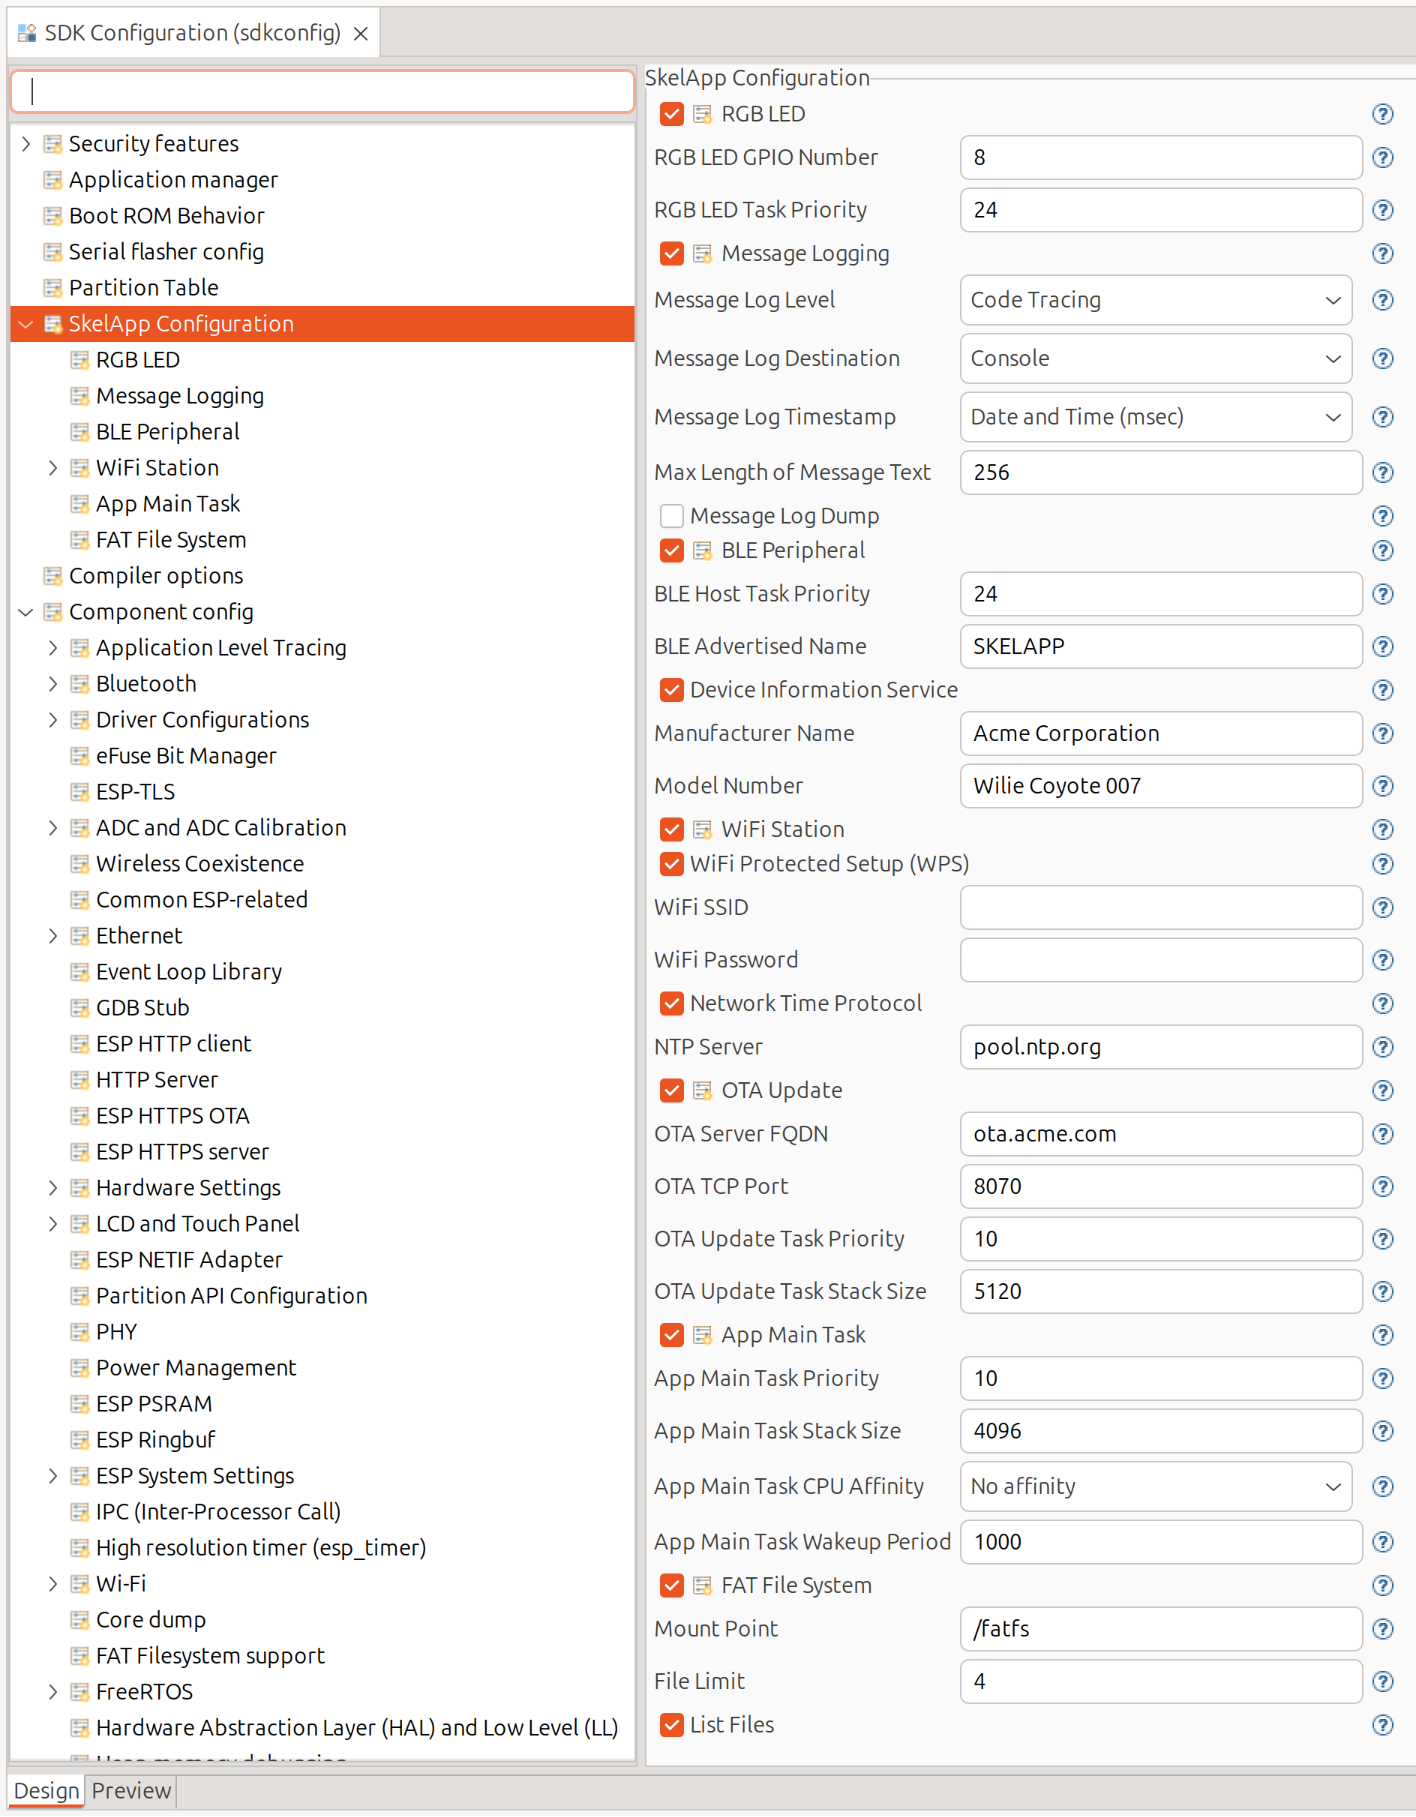 SDK Configuration (sdkconfig)
Security features
Application manager
Boot ROM Behavior
Serial flasher config
Partition Table
SkelApp Configuration
RGB LED
Message Logging
BLE Peripheral
WiFi Station
App Main Task
FAT File System
Compiler options
Component config
Application Level Tracing
Bluetooth
Driver Configurations
eFuse Bit Manager
ESP-TLS
ADC and ADC Calibration
Wireless Coexistence
Common ESP-related
Ethernet
Event Loop Library
GDB Stub
ESP HTTP client
HTTP Server
ESP HTTPS OTA
ESP HTTPS server
Hardware Settings
LCD and Touch Panel
ESP NETIF Adapter
Partition API Configuration
PHY
Power Management
ESP PSRAM
ESP Ringbuf
ESP System Settings
IPC (Inter-Processor Call)
High resolution timer (esp_timer)
Wi-Fi
Core dump
FAT Filesystem support
FreeRTOS
Hardware Abstraction Layer (HAL) and Low Level (LL)
SkelApp Configuration
RGB LED
RGB LED GPIO Number 8
RGB LED Task Priority 24
Message Logging
Message Log Level Code Tracing
Message Log Destination Console
Message Log Timestamp Date and Time (msec)
Max Length of Message Text 256
Message Log Dump
BLE Peripheral
BLE Host Task Priority 24
BLE Advertised Name SKELAPP
Device Information Service
Manufacturer Name Acme Corporation
Model Number Wilie Coyote 007
WiFi Station
WiFi Protected Setup (WPS)
WiFi SSID
WiFi Password
Network Time Protocol
NTP Server pool.ntp.org
OTA Update
OTA Server FQDN ota.acme.com
OTA TCP Port 8070
OTA Update Task Priority 10
OTA Update Task Stack Size 5120
App Main Task
App Main Task Priority 10
App Main Task Stack Size 4096
App Main Task CPU Affinity No affinity
App Main Task Wakeup Period 1000
FAT File System
Mount Point /fatfs
File Limit 4
List Files
Design Preview